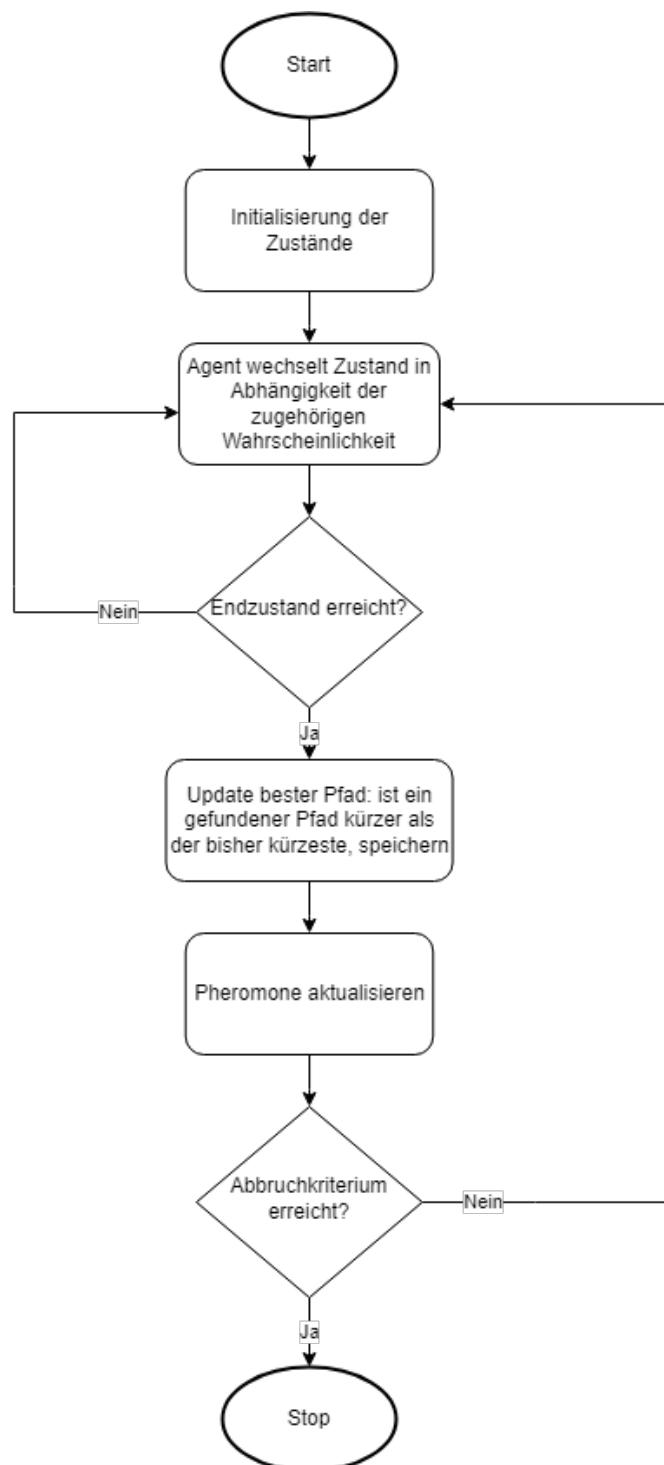 Start
Initialisierung der
Zustände
Agent wechselt Zustand in
Abhängigkeit der
zugehörigen
Wahrscheinlichkeit
Endzustand erreicht?
Nein
Ja
Update bester Pfad: ist ein
gefundener Pfad kürzer als
der bisher kürzeste, speichern
Pheromone aktualisieren
Abbruchkriterium
erreicht?
Nein
Ja
Stop